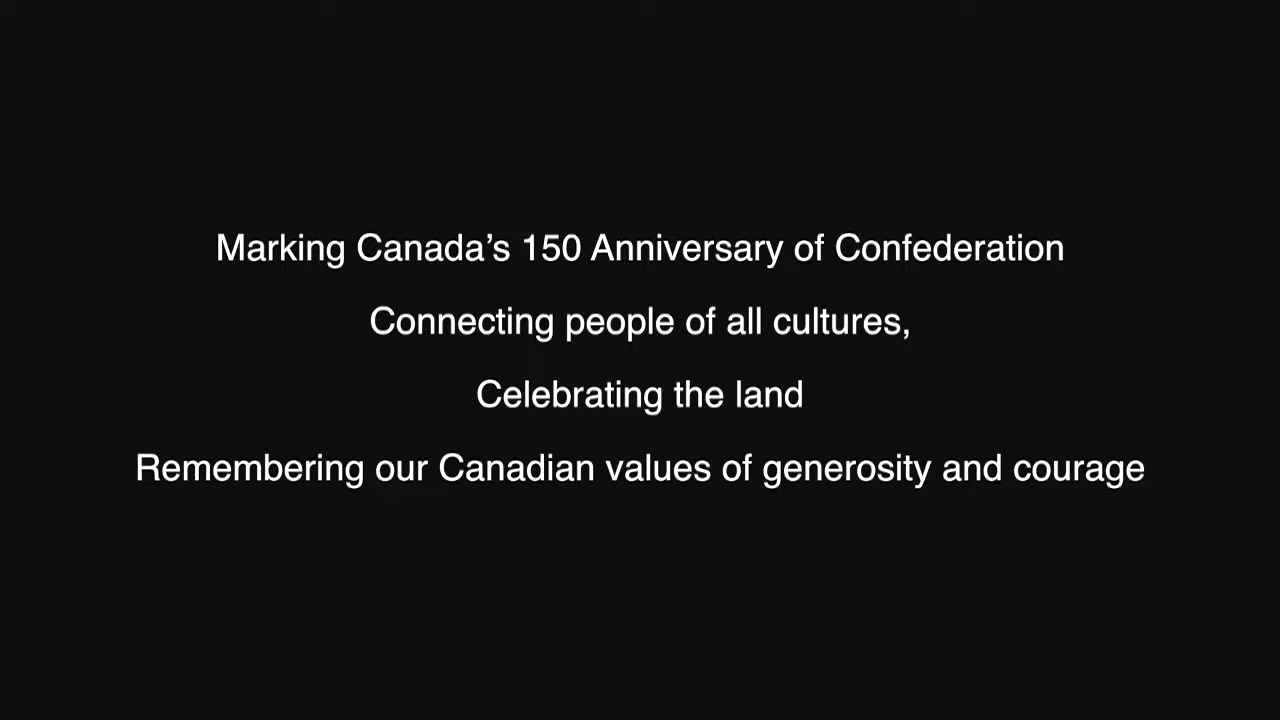 Marking Canada’s 150 Anniversary of Confederation
Connecting people of all cultures,
Celebrating the land
Remembering our Canadian values of generosity and courage